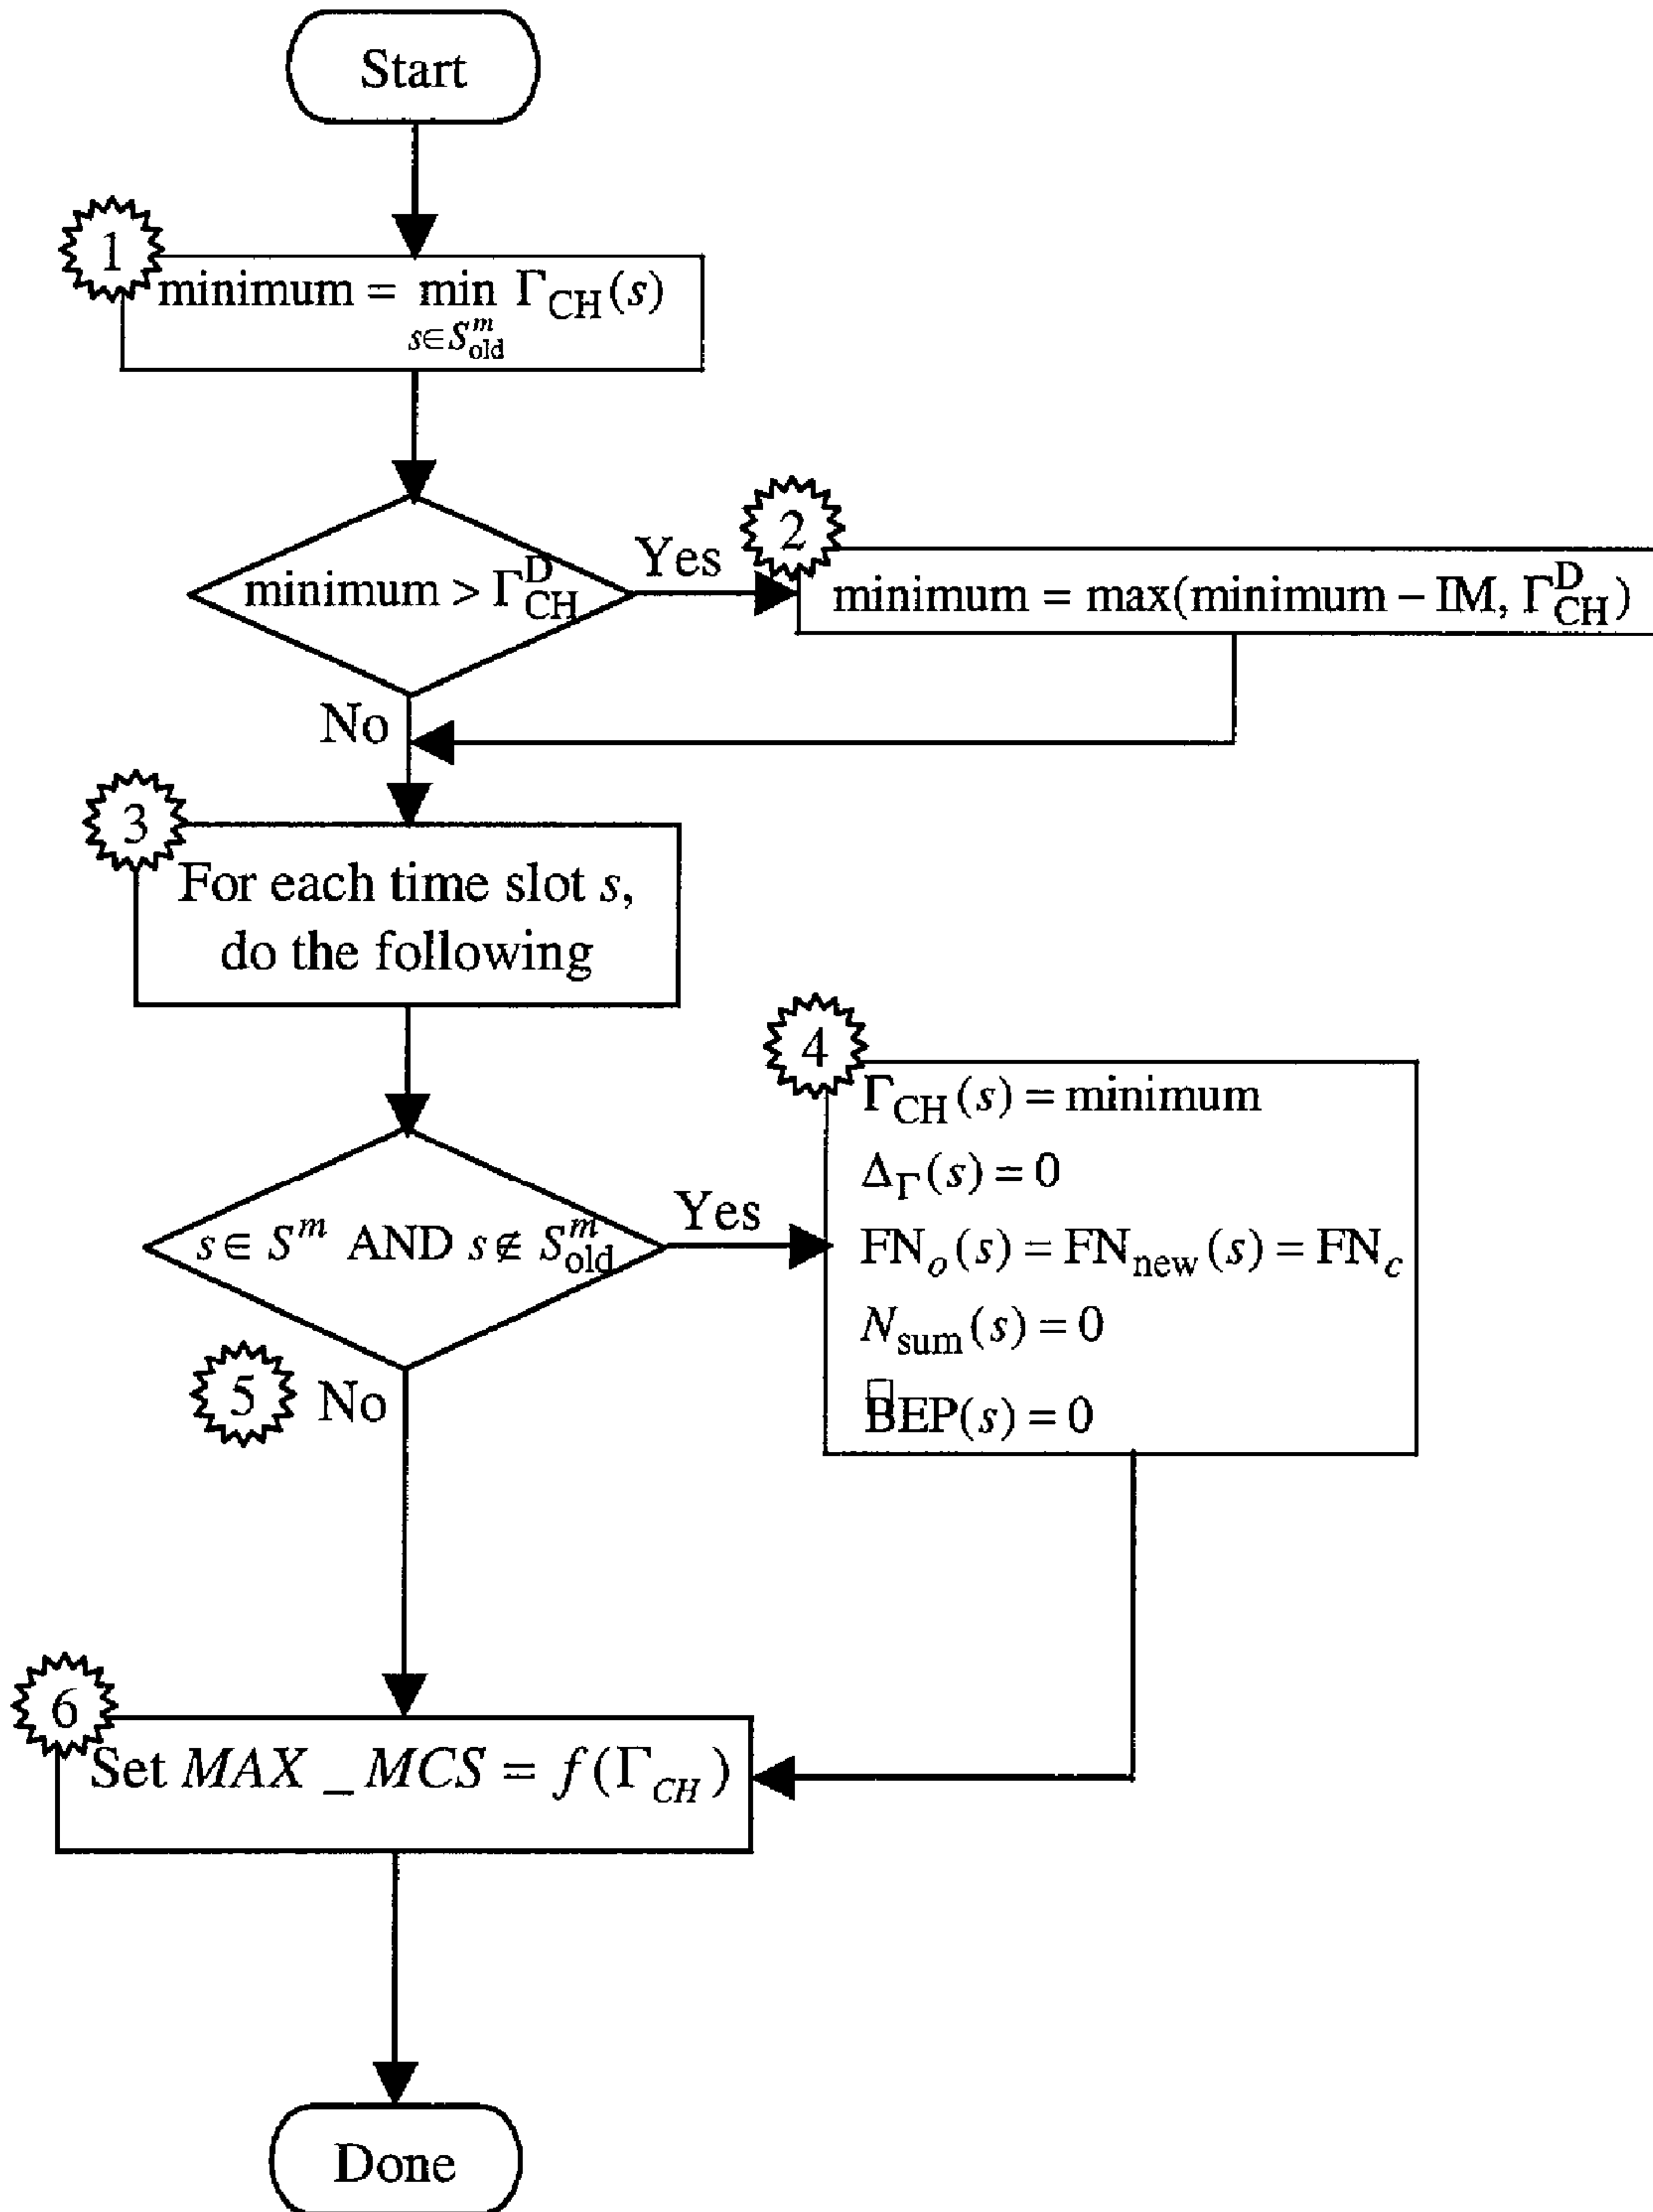 Start
1
minimum = min Γ_CH(s)
s∈S^m_old
minimum > Γ^D_CH
Yes
2
minimum = max(minimum – IM, Γ^D_CH)
No
3
For each time slot s,
do the following
s ∈ S^m AND s ∉ S^m_old
Yes
4
Γ_CH(s) = minimum
Δ_Γ(s) = 0
FN_o(s) = FN_new(s) = FN_c
N_sum(s) = 0
BEP(s) = 0
5
No
6
Set MAX_MCS = f(Γ_CH)
Done